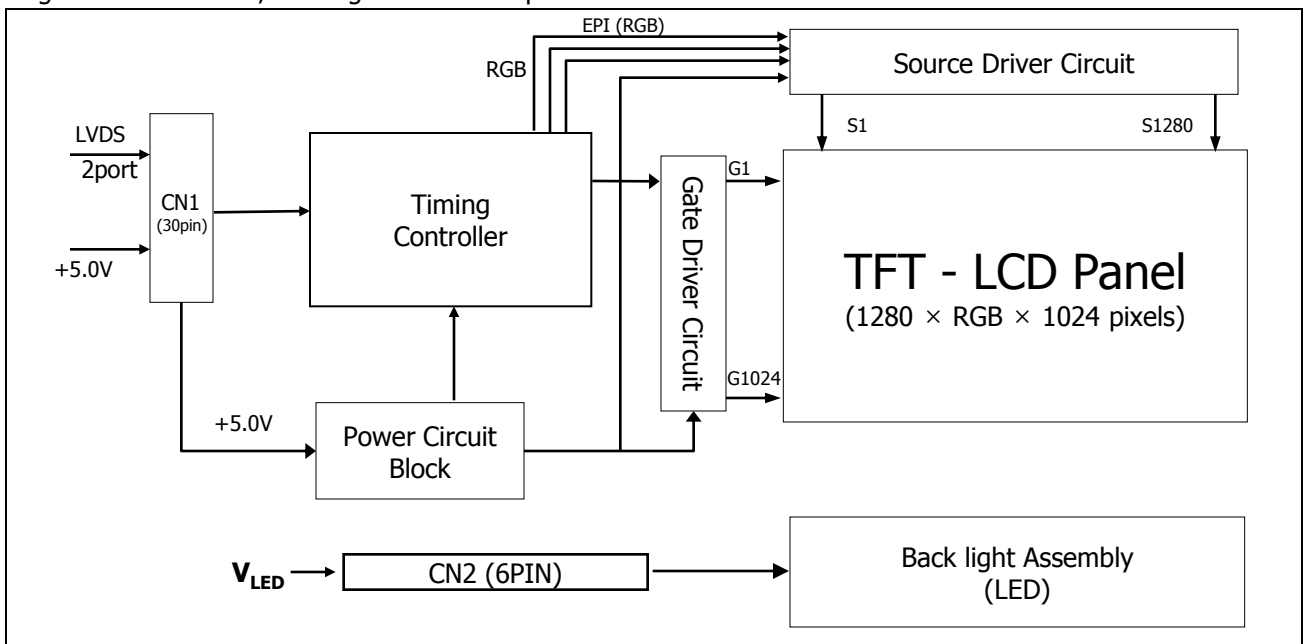 EPI (RGB)
RGB
Source Driver Circuit
S1
S1280
LVDS
2port
CN1
(30pin)
+5.0V
Timing
Controller
Gate Driver Circuit
G1
G1024
TFT - LCD Panel
(1280 × RGB × 1024 pixels)
+5.0V
Power Circuit
Block
VLED
CN2 (6PIN)
Back light Assembly
(LED)